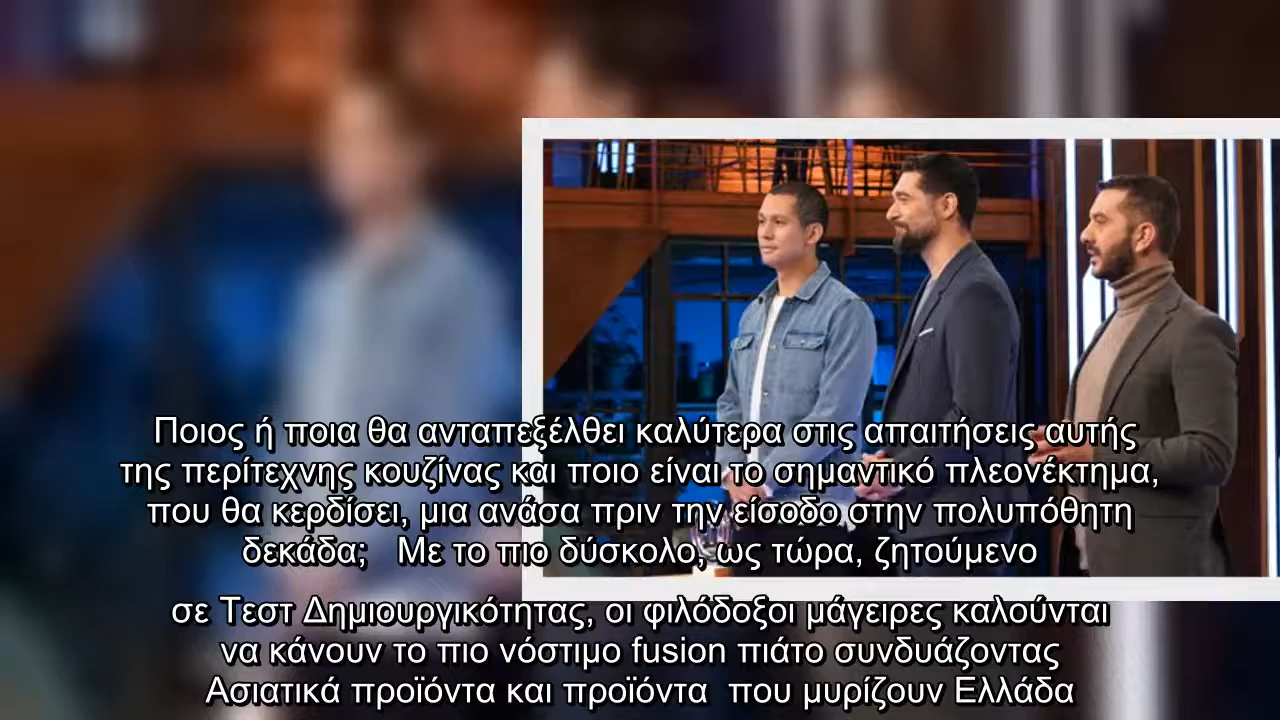 Ποιος ή ποια θα ανταπεξέλθει καλύτερα στις απαιτήσεις αυτής
της περίτεχνης κουζίνας και ποιο είναι το σημαντικό πλεονέκτημα,
που θα κερδίσει, μια ανάσα πριν την είσοδο στην πολυπόθητη
δεκάδα;   Με το πιο δύσκολο, ως τώρα, ζητούμενο
σε Τεστ Δημιουργικότητας, οι φιλόδοξοι μάγειρες καλούνται
να κάνουν το πιο νόστιμο fusion πιάτο συνδυάζοντας
Ασιατικά προϊόντα και προϊόντα  που μυρίζουν Ελλάδα